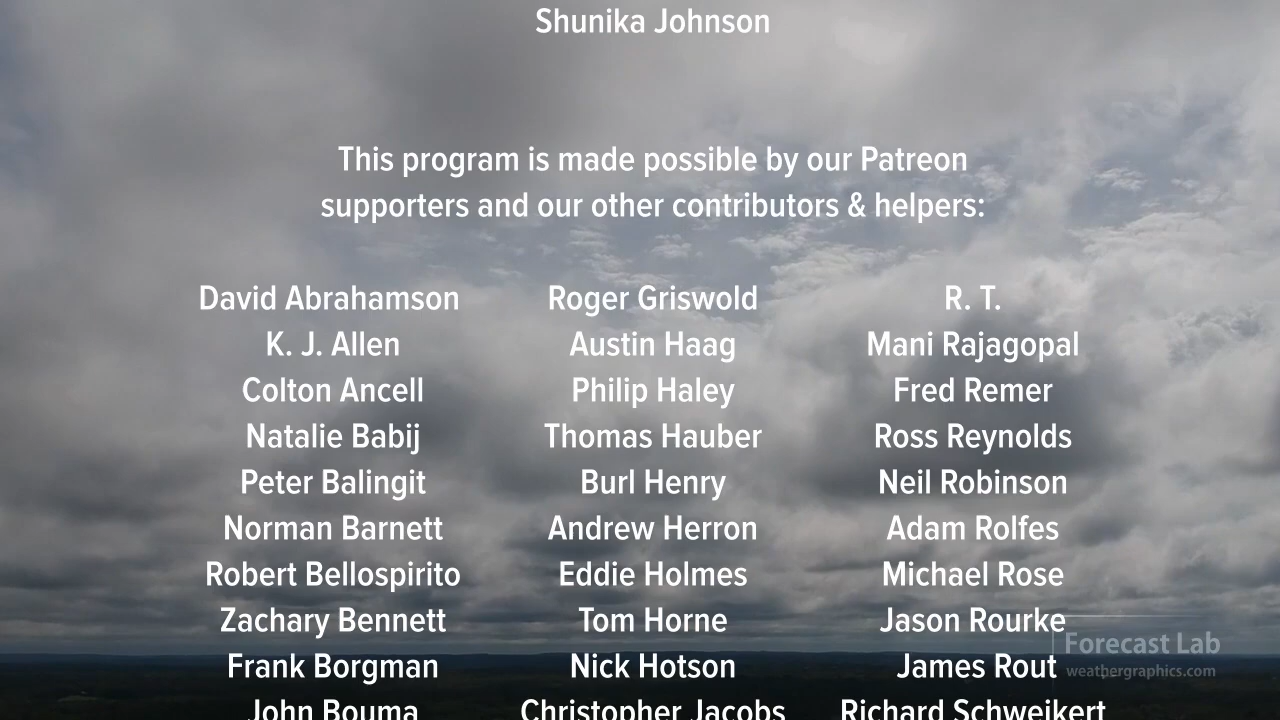 Shunika Johnson
This program is made possible by our Patreon
supporters and our other contributors & helpers:
David Abrahamson Roger Griswold R. T.
K. J. Allen Austin Haag Mani Rajagopal
Colton Ancell Philip Haley Fred Remer
Natalie Babij Thomas Hauber Ross Reynolds
Peter Balingit Burl Henry Neil Robinson
Norman Barnett Andrew Herron Adam Rolfes
Robert Bellospirito Eddie Holmes Michael Rose
Zachary Bennett Tom Horne Jason Rourke
Frank Borgman Nick Hotson James Rout
John Bouma Christopher Jacobs Richard Schweikert
Forecast Lab
weathergraphics.com